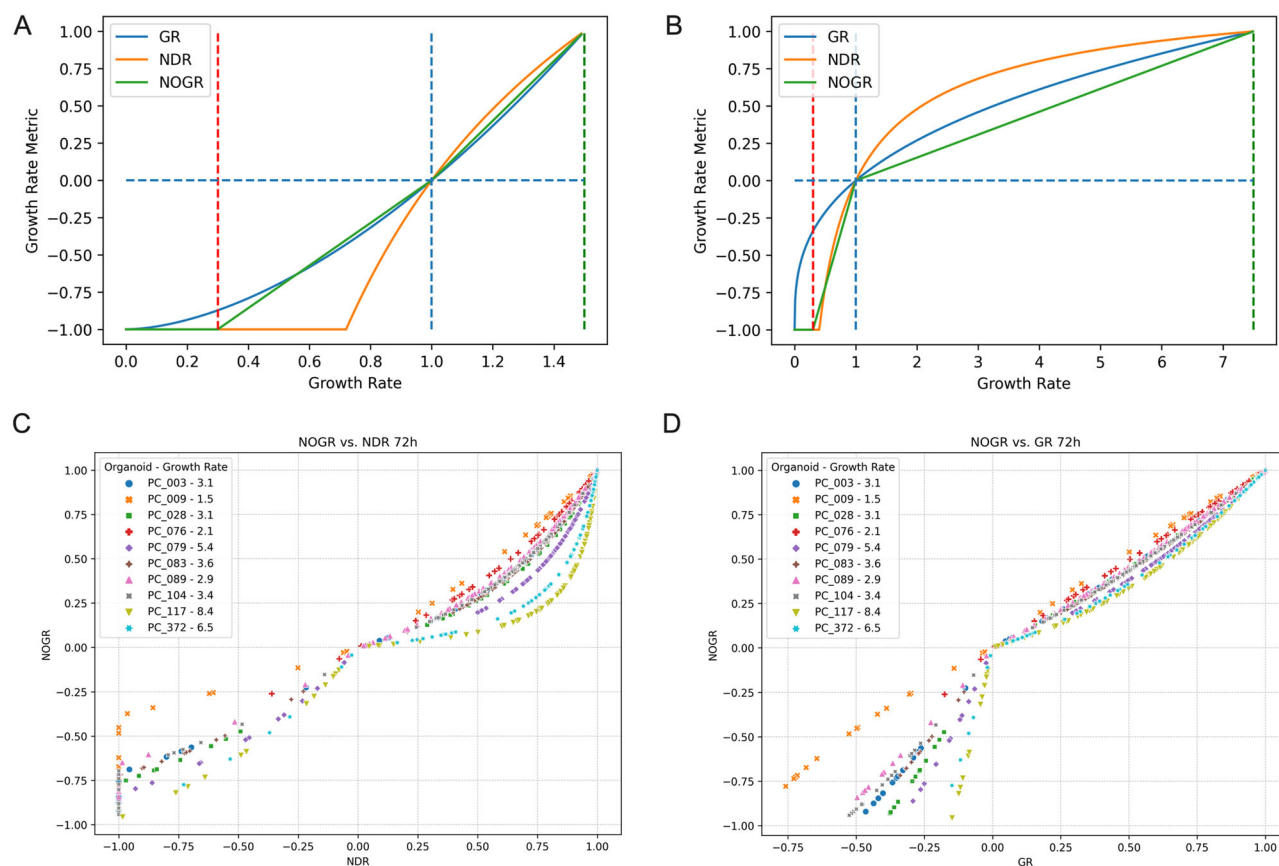 A
GR
NDR
NOGR
1.00
0.75
0.50
0.25
0.00
−0.25
−0.50
−0.75
−1.00
Growth Rate Metric
0.0
0.2
0.4
0.6
0.8
1.0
1.2
1.4
Growth Rate
B
GR
NDR
NOGR
1.00
0.75
0.50
0.25
0.00
−0.25
−0.50
−0.75
−1.00
Growth Rate Metric
0
1
2
3
4
5
6
7
Growth Rate
C
NOGR vs. NDR 72h
Organoid - Growth Rate
PC_003 - 3.1
PC_009 - 1.5
PC_028 - 3.1
PC_076 - 2.1
PC_079 - 5.4
PC_083 - 3.6
PC_089 - 2.9
PC_104 - 3.4
PC_117 - 8.4
PC_372 - 6.5
1.00
0.75
0.50
0.25
0.00
−0.25
−0.50
−0.75
−1.00
NOGR
−1.00
−0.75
−0.50
−0.25
0.00
0.25
0.50
0.75
1.00
NDR
D
NOGR vs. GR 72h
Organoid - Growth Rate
PC_003 - 3.1
PC_009 - 1.5
PC_028 - 3.1
PC_076 - 2.1
PC_079 - 5.4
PC_083 - 3.6
PC_089 - 2.9
PC_104 - 3.4
PC_117 - 8.4
PC_372 - 6.5
1.00
0.75
0.50
0.25
0.00
−0.25
−0.50
−0.75
−1.00
NOGR
−0.75
−0.50
−0.25
0.00
0.25
0.50
0.75
1.00
GR